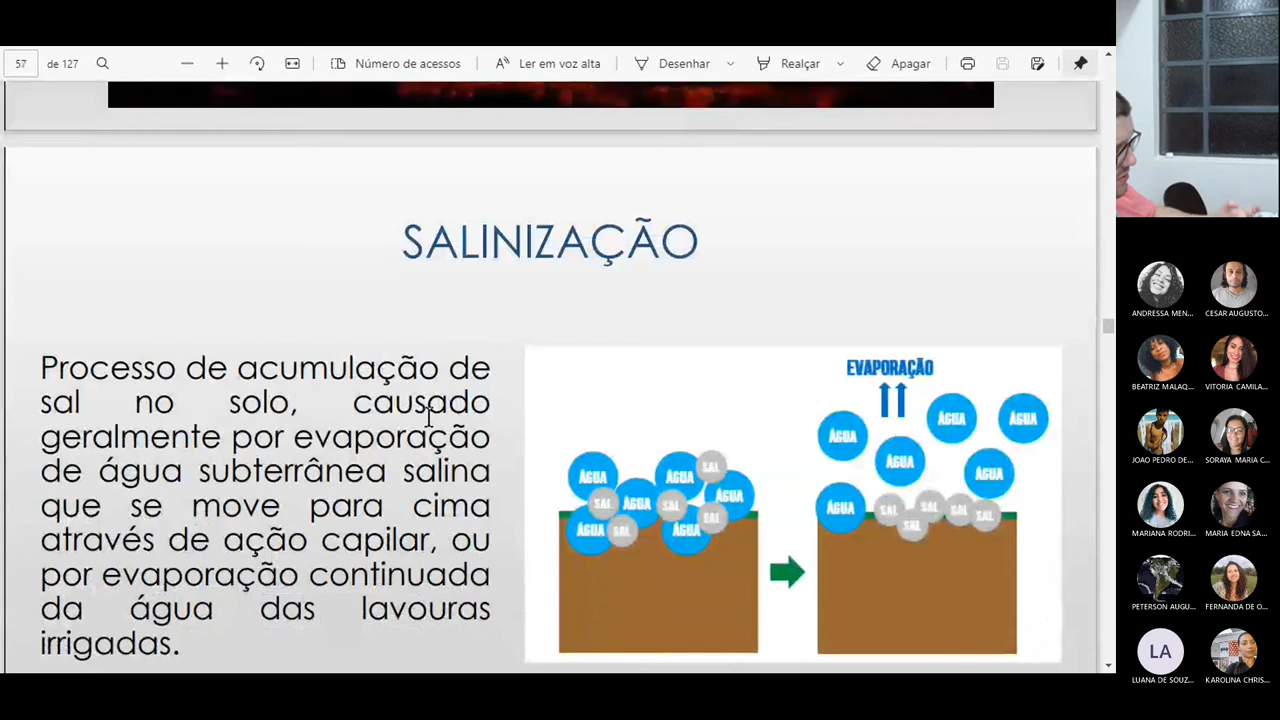 57 de 127 Número de acessos Ler em voz alta Desenhar Realçar Apagar
SALINIZAÇÃO
Processo de acumulação de
sal no solo, causado
geralmente por evaporação
de água subterrânea salina
que se move para cima
através de ação capilar, ou
por evaporação continuada
da água das lavouras
irrigadas.
ÁGUA
ÁGUA
SAL
SAL
ÁGUA
SAL
ÁGUA
ÁGUA
SAL
ÁGUA
SAL
EVAPORAÇÃO
ÁGUA
ÁGUA
ÁGUA
ÁGUA
ÁGUA
ÁGUA
SAL
SAL
SAL
SAL
SAL
ANDRESSA MEN...
CESAR AUGUSTO...
BEATRIZ MALAQ...
VITORIA CAMILA...
JOAO PEDRO DE...
SORAYA MARIA C...
MARIANA RODRI...
MARIA EDNA SA...
PETERSON AUGU...
FERNANDA DE O...
LA
LUANA DE SOUZ...
KAROLINA CHRIS...